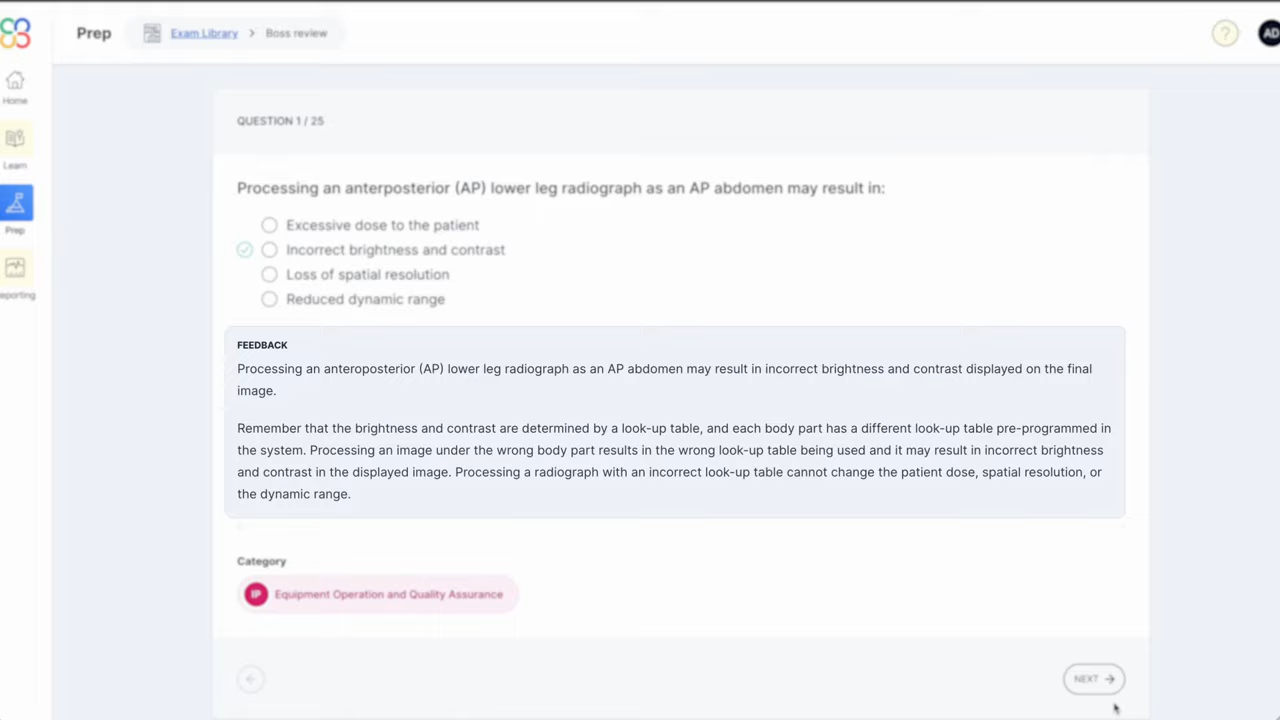 Prep
Exam Library > Boss review
?
AD
Home
Learn
Prep
eporting
QUESTION 1 / 25
Processing an anterposterior (AP) lower leg radiograph as an AP abdomen may result in:
Excessive dose to the patient
Incorrect brightness and contrast
Loss of spatial resolution
Reduced dynamic range
FEEDBACK
Processing an anteroposterior (AP) lower leg radiograph as an AP abdomen may result in incorrect brightness and contrast displayed on the final
image.
Remember that the brightness and contrast are determined by a look-up table, and each body part has a different look-up table pre-programmed in
the system. Processing an image under the wrong body part results in the wrong look-up table being used and it may result in incorrect brightness
and contrast in the displayed image. Processing a radiograph with an incorrect look-up table cannot change the patient dose, spatial resolution, or
the dynamic range.
Category
IP Equipment Operation and Quality Assurance
NEXT